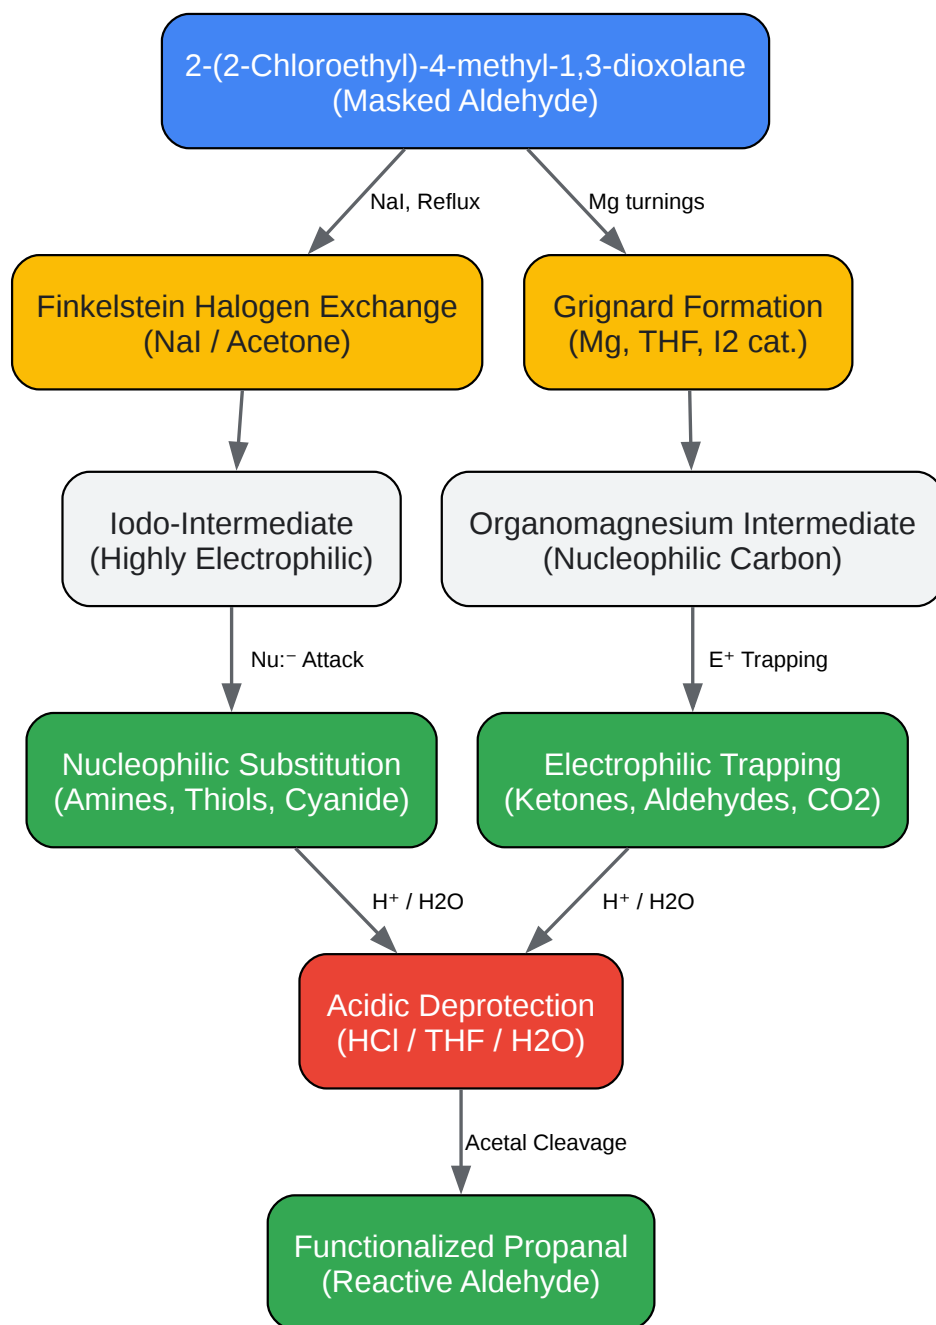 2-(2-Chloroethyl)-4-methyl-1,3-dioxolane
(Masked Aldehyde)
NaI, Reflux
Mg turnings
Finkelstein Halogen Exchange
(NaI / Acetone)
Grignard Formation
(Mg, THF, I2 cat.)
Iodo-Intermediate
(Highly Electrophilic)
Organomagnesium Intermediate
(Nucleophilic Carbon)
Nu:⁻ Attack
E⁺ Trapping
Nucleophilic Substitution
(Amines, Thiols, Cyanide)
Electrophilic Trapping
(Ketones, Aldehydes, CO2)
H⁺ / H2O
H⁺ / H2O
Acidic Deprotection
(HCl / THF / H2O)
Acetal Cleavage
Functionalized Propanal
(Reactive Aldehyde)